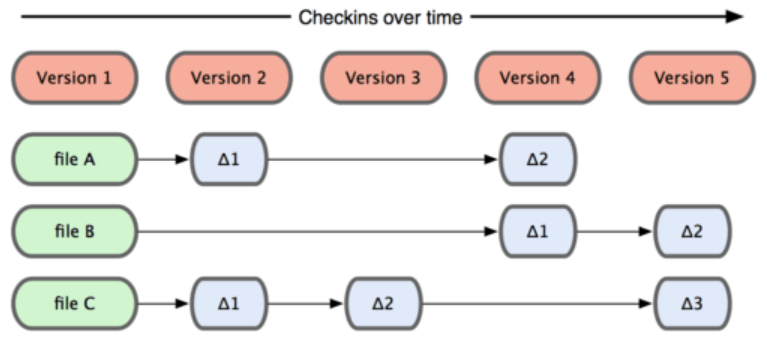 Checkins over time
Version 1 Version 2 Version 3 Version 4 Version 5
file A Δ1 Δ2
file B Δ1 Δ2
file C Δ1 Δ2 Δ3